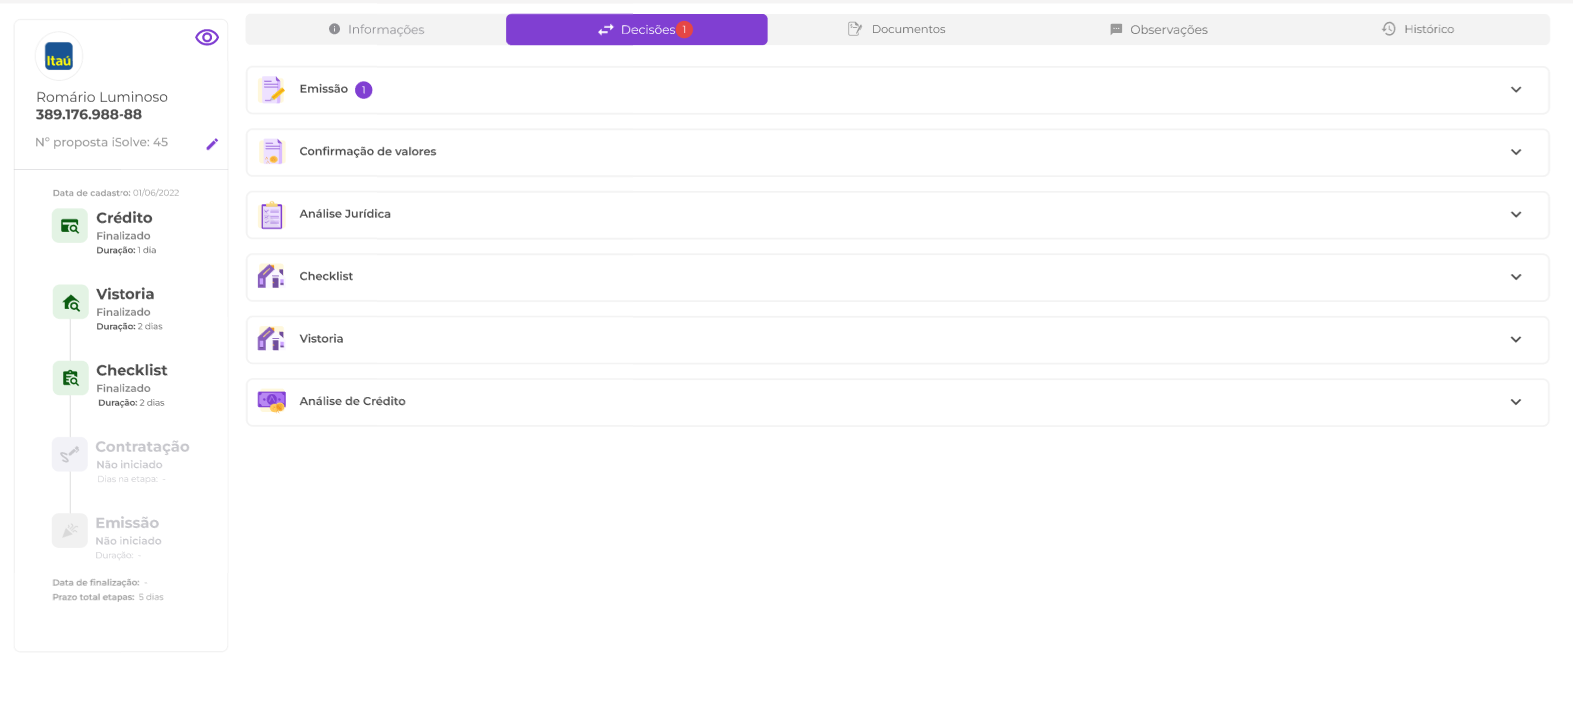 Itaú
Romário Luminoso
389.176.988-88
Nº proposta iSolve: 45
Data de cadastro: 01/06/2022
Crédito
Finalizado
Duração: 1 dia
Vistoria
Finalizado
Duração: 2 dias
Checklist
Finalizado
Duração: 2 dias
Contratação
Não iniciado
Dias na etapa: -
Emissão
Não iniciado
Duração: -
Data de finalização: -
Prazo total etapas: 5 dias
Informações
Decisões 1
Documentos
Observações
Histórico
Emissão 1
Confirmação de valores
Análise Jurídica
Checklist
Vistoria
Análise de Crédito